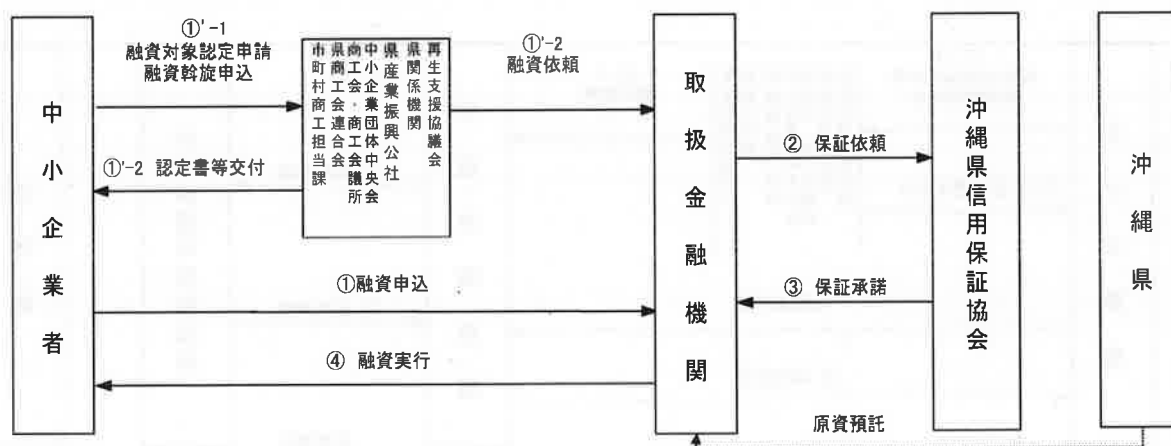 中小企業者
①'-1
融資対象認定申請
融資斡旋申込
再生支援協議会
県関係機関
県産業振興公社
中小企業団体中央会
商工会・商工会議所
県商工会連合会
市町村商工担当課
①'-2
融資依頼
①'-2 認定書等交付
①融資申込
④ 融資実行
取扱金融機関
② 保証依頼
③ 保証承諾
沖縄県信用保証協会
沖縄県
原資預託